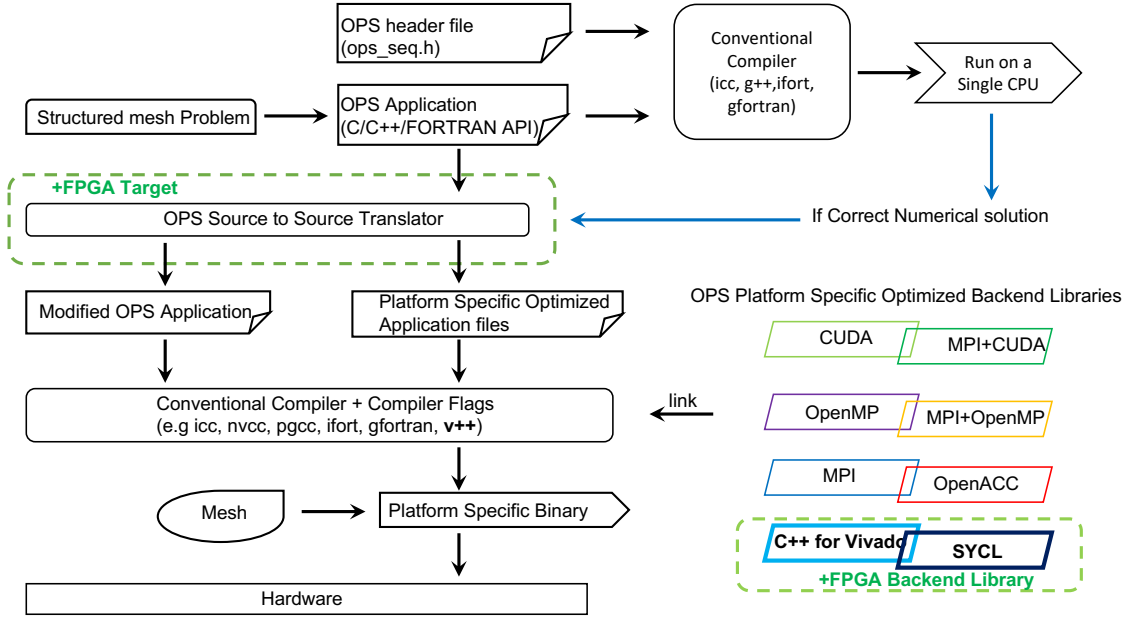 OPS header file
(ops_seq.h)
Conventional
Compiler
(icc, g++,ifort,
gfortran)
Run on a
Single CPU
Structured mesh Problem
OPS Application
(C/C++/FORTRAN API)
+FPGA Target
OPS Source to Source Translator
If Correct Numerical solution
Modified OPS Application
Platform Specific Optimized
Application files
OPS Platform Specific Optimized Backend Libraries
CUDA
MPI+CUDA
Conventional Compiler + Compiler Flags
(e.g icc, nvcc, pgcc, ifort, gfortran, v++)
link
OpenMP
MPI+OpenMP
MPI
OpenACC
Mesh
Platform Specific Binary
C++ for Vivado
SYCL
+FPGA Backend Library
Hardware